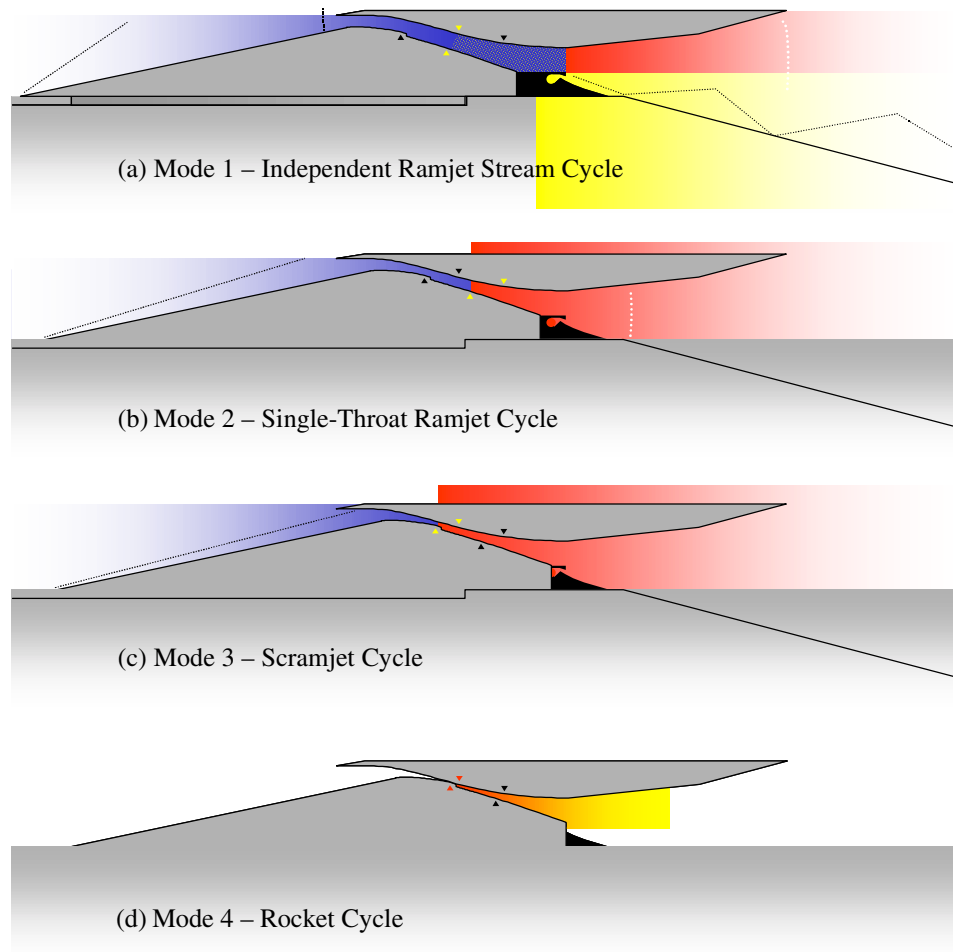 (a) Mode 1 – Independent Ramjet Stream Cycle
(b) Mode 2 – Single-Throat Ramjet Cycle
(c) Mode 3 – Scramjet Cycle
(d) Mode 4 – Rocket Cycle